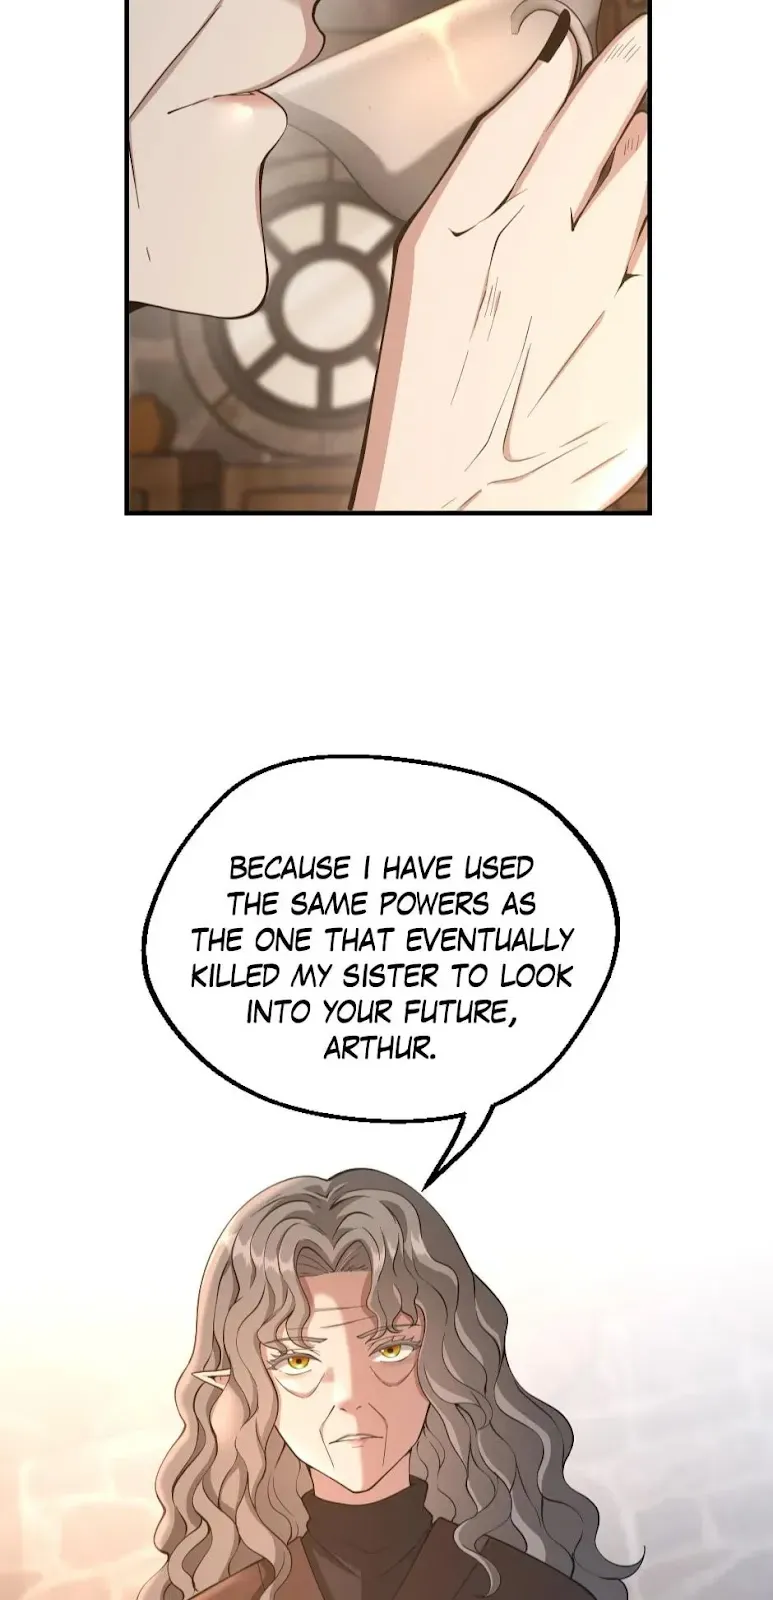 BECAUSE I HAVE USED
THE SAME POWERS AS
THE ONE THAT EVENTUALLY
KILLED MY SISTER TO LOOK
INTO YOUR FUTURE,
ARTHUR.